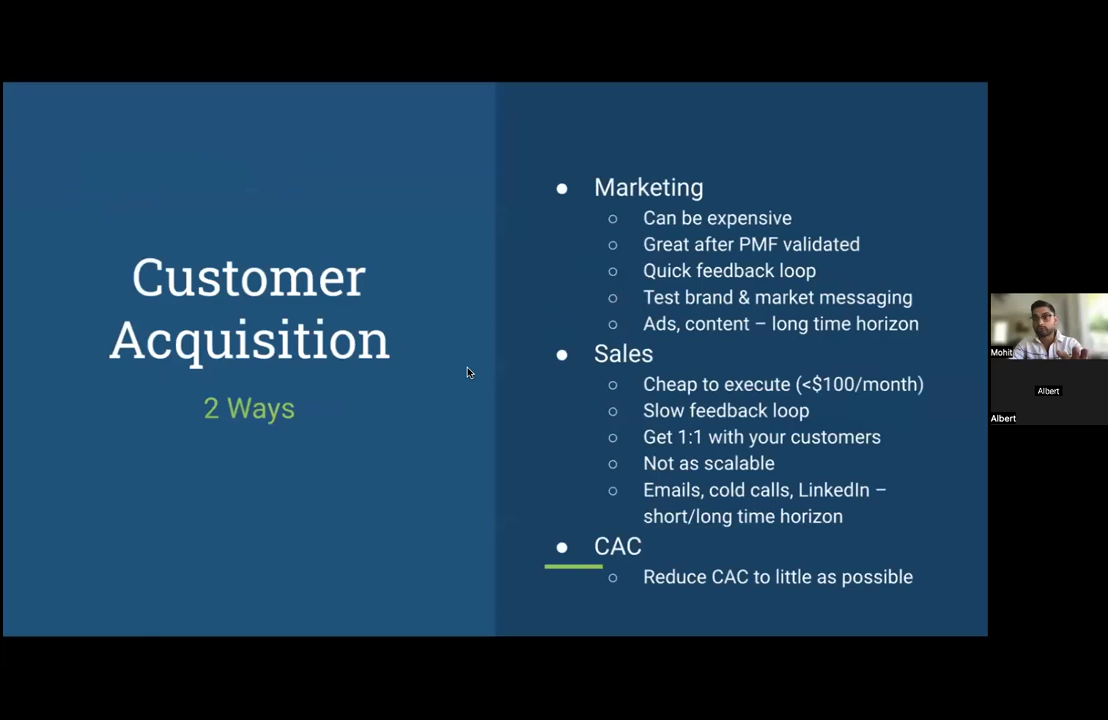 Customer
Acquisition
2 Ways
● Marketing
○ Can be expensive
○ Great after PMF validated
○ Quick feedback loop
○ Test brand & market messaging
○ Ads, content – long time horizon
● Sales
○ Cheap to execute (<$100/month)
○ Slow feedback loop
○ Get 1:1 with your customers
○ Not as scalable
○ Emails, cold calls, LinkedIn –
short/long time horizon
● CAC
○ Reduce CAC to little as possible
Mohit
Albert
Albert